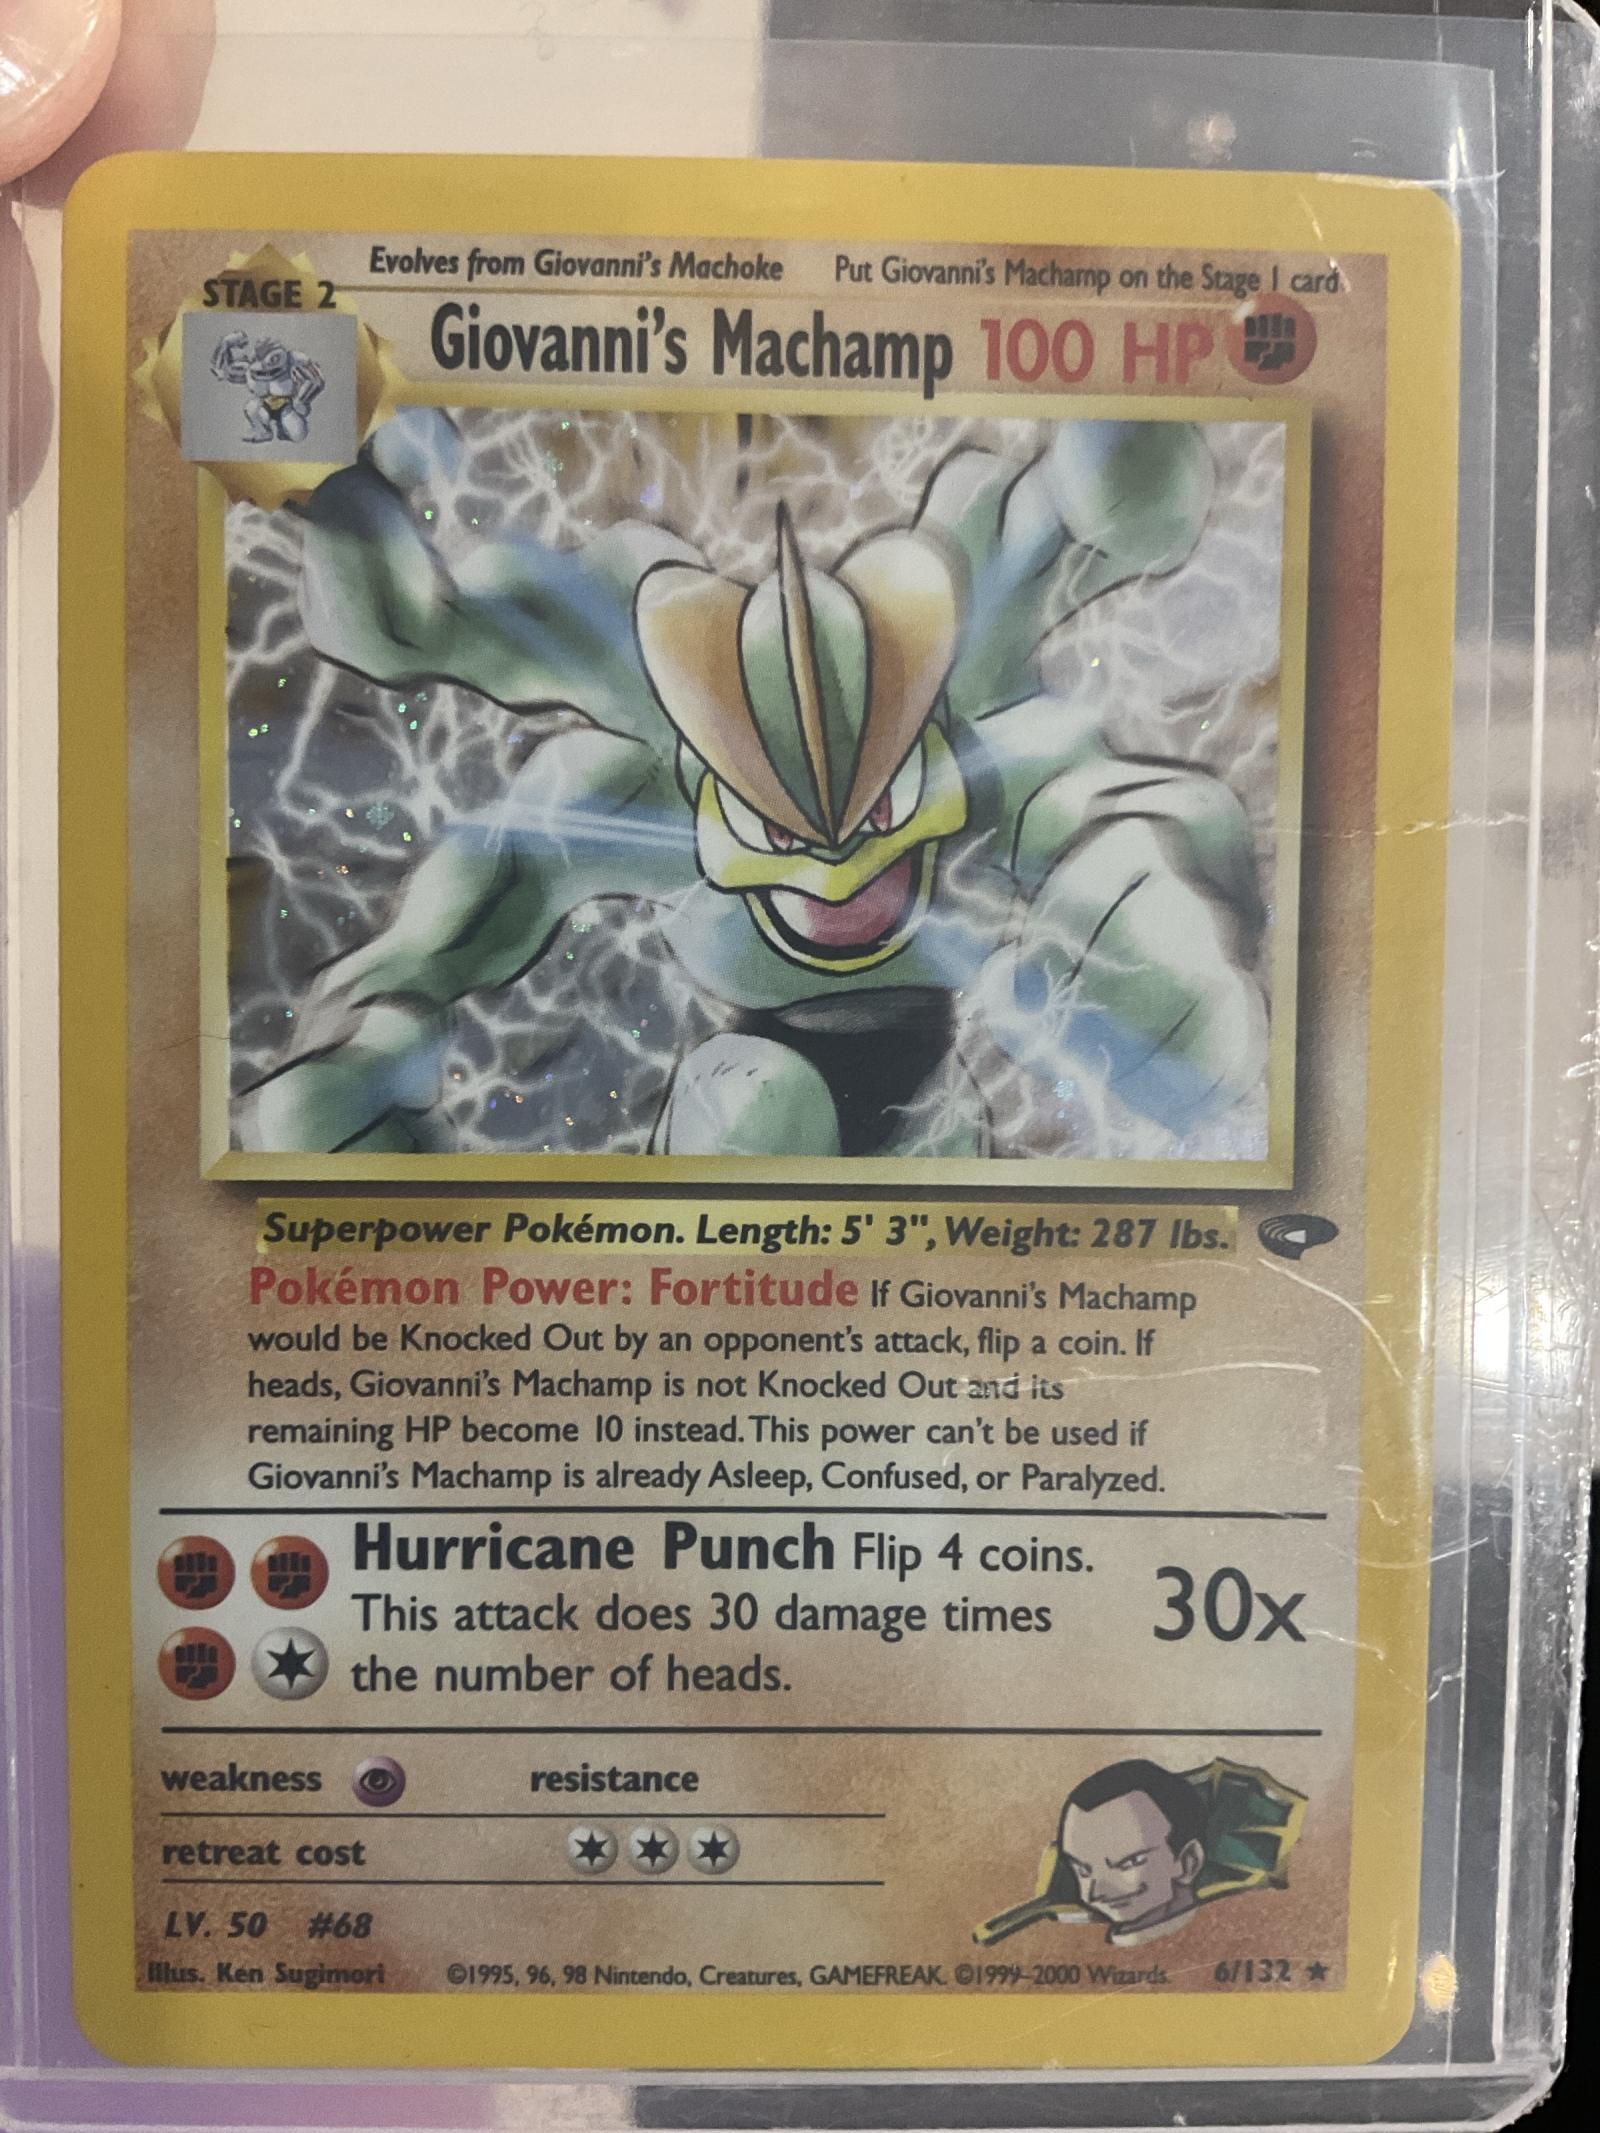 Evolves from Giovanni's Machoke Put Giovanni's Machamp on the Stage 1 card.
STAGE 2
Giovanni's Machamp 100 HP
Superpower Pokémon. Length: 5' 3", Weight: 287 lbs.
Pokémon Power: Fortitude If Giovanni's Machamp
would be Knocked Out by an opponent's attack, flip a coin. If
heads, Giovanni's Machamp is not Knocked Out and its
remaining HP become 10 instead. This power can't be used if
Giovanni's Machamp is already Asleep, Confused, or Paralyzed.
Hurricane Punch Flip 4 coins.
This attack does 30 damage times
the number of heads.
30x
weakness resistance
retreat cost
LV. 50 #68
Illus. Ken Sugimori ©1995, 96, 98 Nintendo, Creatures, GAMEFREAK. ©1999-2000 Wizards. 6/132 ★